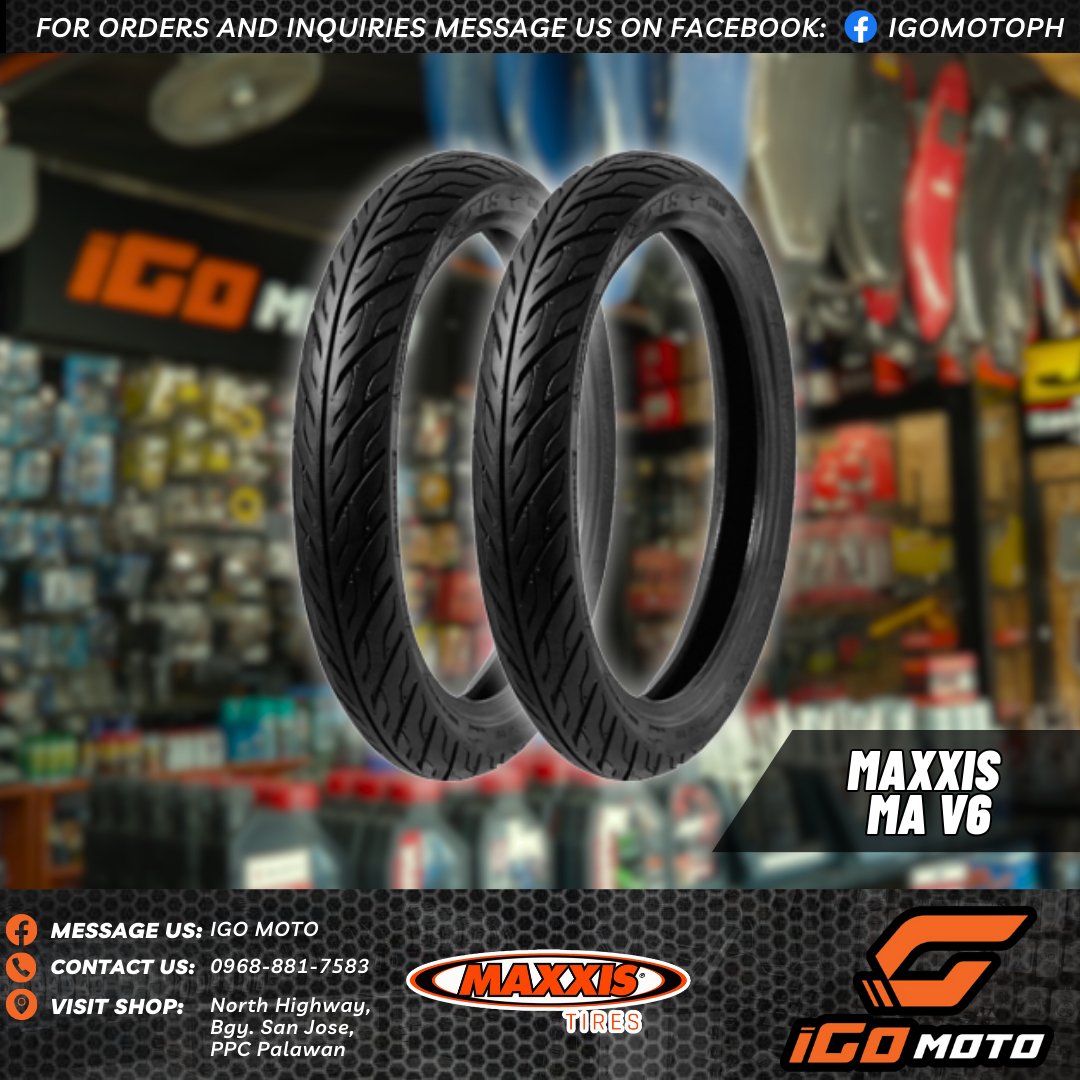 FOR ORDERS AND INQUIRIES MESSAGE US ON FACEBOOK: IGOMOTOPH
iGO M
MAXXIS
MA V6
MESSAGE US: IGO MOTO
CONTACT US: 0968-881-7583
VISIT SHOP: North Highway,
Bgy. San Jose,
PPC Palawan
MAXXIS®
TIRES
iGO MOTO